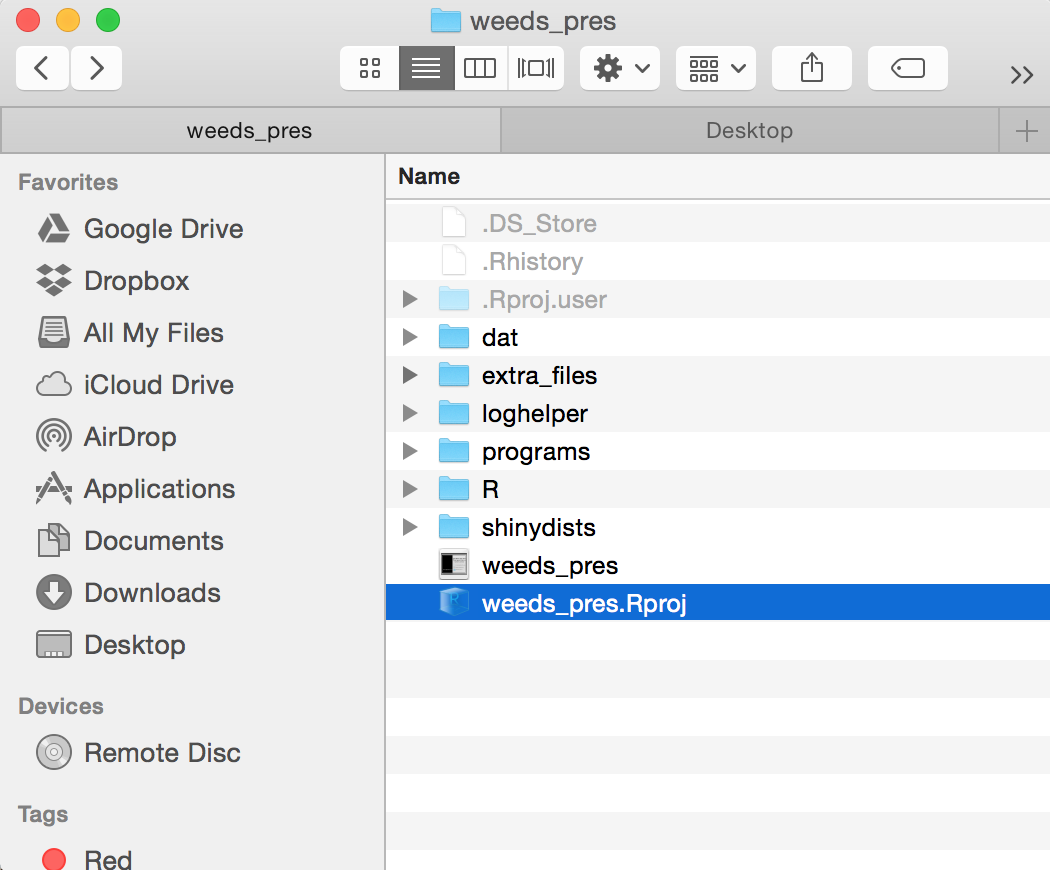 weeds_pres
weeds_pres
Desktop
Favorites
Google Drive
Dropbox
All My Files
iCloud Drive
AirDrop
Applications
Documents
Downloads
Desktop
Devices
Remote Disc
Tags
Red
Name
.DS_Store
.Rhistory
.Rproj.user
dat
extra_files
loghelper
programs
R
shinydists
weeds_pres
weeds_pres.Rproj